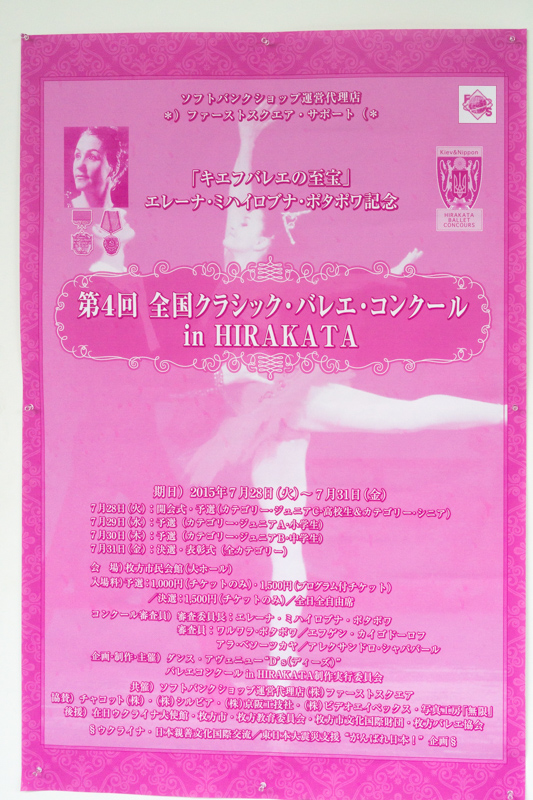 ソフトバンクショップ運営代理店
*）ファーストスクエア・サポート（*
「キエフバレエの至宝」
エレーナ・ミハイロブナ・ポタポワ記念
Kiev&Nippon
HIRAKATA
BALLET
CONCOURS
第4回 全国クラシック・バレエ・コンクール
in HIRAKATA
期日）2015年7月28日（火）～7月31日（金）
7月28日（火）：開会式・予選（カテゴリー・ジュニアC・高校生&カテゴリー・シニア）
7月29日（水）：予選（カテゴリー・ジュニアA・小学生）
7月30日（木）：予選（カテゴリー・ジュニアB・中学生）
7月31日（金）：決選・表彰式（全カテゴリー）
会 場）枚方市民会館（大ホール）
入場料）予選：1,000円（チケットのみ）・1,500円（プログラム付チケット）
／決選：1,500円（チケットのみ）／全日全自由席
コンクール審査員）審査委員長：エレーナ・ミハイロブナ・ポタポワ
審査員：ワルワラ・ポタポワ／エフゲン・カイゴドーロフ
アラ・ベソーツカヤ／アレクサンドロ・シャパバール
企画・制作・主催）ダンス・アヴェニュー"D's（ディーズ）"
バレエコンクール in HIRAKATA制作実行委員会
共催）ソフトバンクショップ運営代理店（株）ファーストスクエア
協賛）チャコット（株）・（株）シルビア・（株）京阪工技社・（株）ビデオエイペックス・写真工房「無限」
後援）在日ウクライナ大使館・枚方市・枚方教育委員会・枚方市文化国際財団・枚方バレエ協会
§ウクライナ・日本親善文化国際交流／東日本大震災支援"がんばれ日本！"企画§